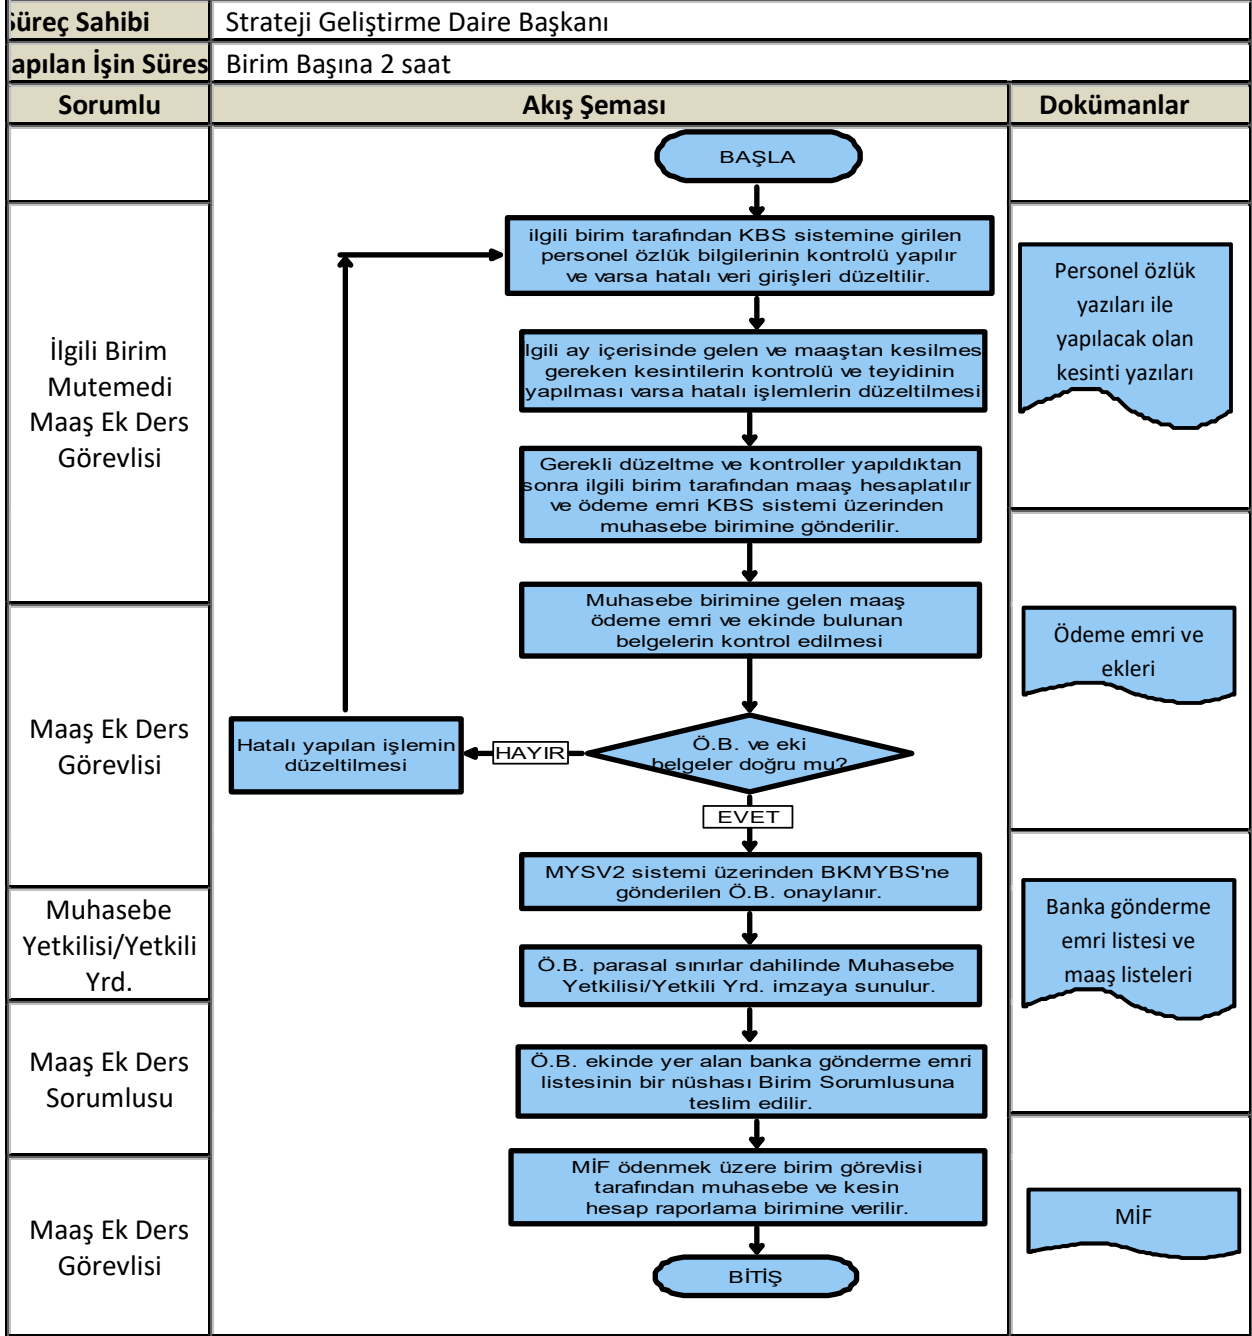 Süreç Sahibi
Strateji Geliştirme Daire Başkanı
apılan İşin Süres
Birim Başına 2 saat
Sorumlu
Akış Şeması
Dokümanlar
BAŞLA
ilgili birim tarafından KBS sistemine girilen
personel özlük bilgilerinin kontrolü yapılır
ve varsa hatalı veri girişleri düzeltilir.
Personel özlük
yazıları ile
yapılacak olan
kesinti yazıları
İlgili Birim
Mutemedi
Maaş Ek Ders
Görevlisi
lgili ay içerisinde gelen ve maaştan kesilmes
gereken kesintilerin kontrolü ve teyidinin
yapılması varsa hatalı işlemlerin düzeltilmesi
Gerekli düzeltme ve kontroller yapıldıktan
sonra ilgili birim tarafından maaş hesaplatılır
ve ödeme emri KBS sistemi üzerinden
muhasebe birimine gönderilir.
Muhasebe birimine gelen maaş
ödeme emri ve ekinde bulunan
belgelerin kontrol edilmesi
Ödeme emri ve
ekleri
Maaş Ek Ders
Görevlisi
Hatalı yapılan işlemin
düzeltilmesi
HAYIR
Ö.B. ve eki
belgeler doğru mu?
EVET
MYSV2 sistemi üzerinden BKMYBS'ne
gönderilen Ö.B. onaylanır.
Muhasebe
Yetkilisi/Yetkili
Yrd.
Banka gönderme
emri listesi ve
maaş listeleri
Ö.B. parasal sınırlar dahilinde Muhasebe
Yetkilisi/Yetkili Yrd. imzaya sunulur.
Maaş Ek Ders
Sorumlusu
Ö.B. ekinde yer alan banka gönderme emri
listesinin bir nüshası Birim Sorumlusuna
teslim edilir.
MİF ödenmek üzere birim görevlisi
tarafından muhasebe ve kesin
hesap raporlama birimine verilir.
MİF
Maaş Ek Ders
Görevlisi
BİTİŞ